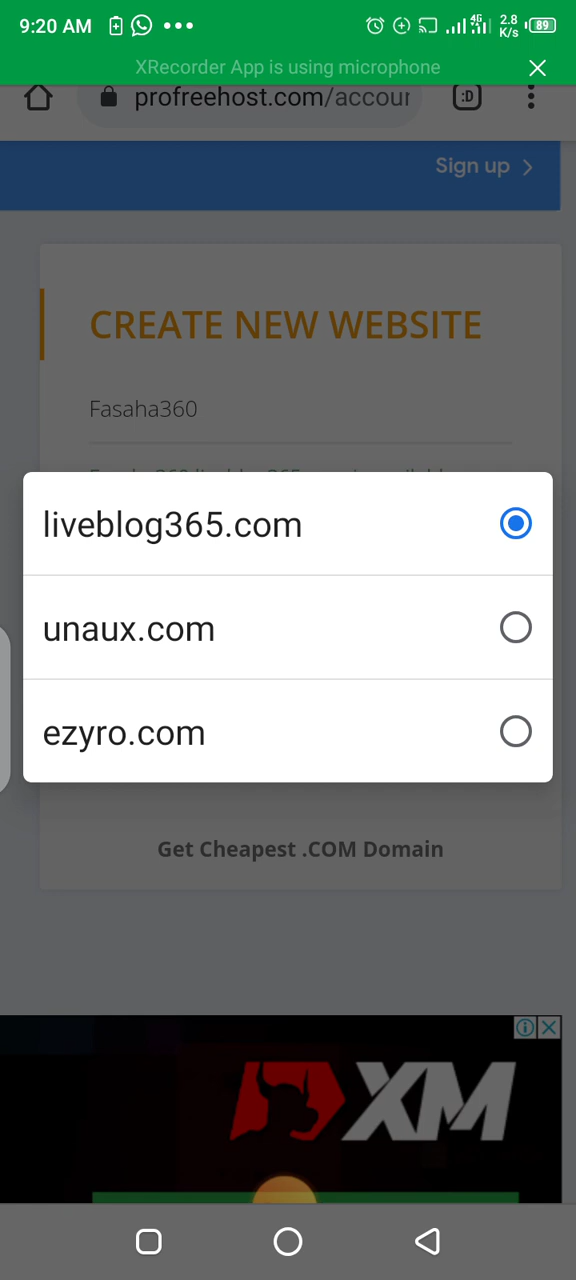 9:20 AM 4G 2.8 K/s 89
XRecorder App is using microphone
profreehost.com/accour
:D
Sign up
CREATE NEW WEBSITE
Fasaha360
liveblog365.com
unaux.com
ezyro.com
Get Cheapest .COM Domain
XM